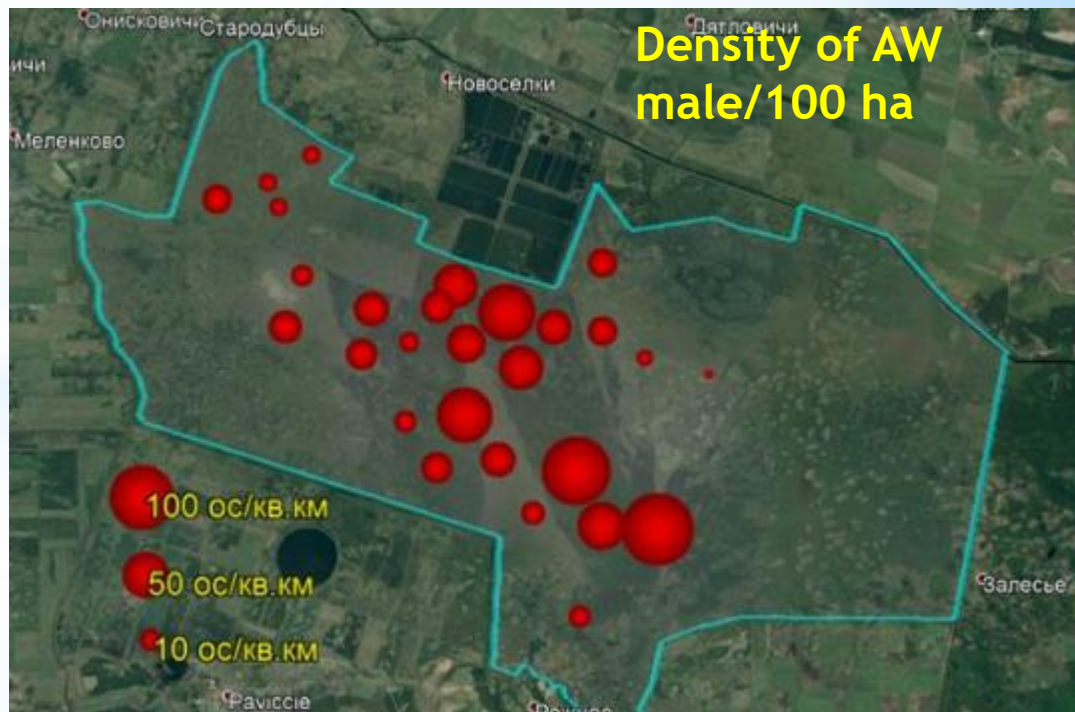 Онисковичи
Стародубцы
Дятловичи
Density of AW
male/100 ha
ичи
Новоселки
Меленково
100 ос/кв.км
50 ос/кв.км
10 ос/кв.км
Залесье
Paviccie